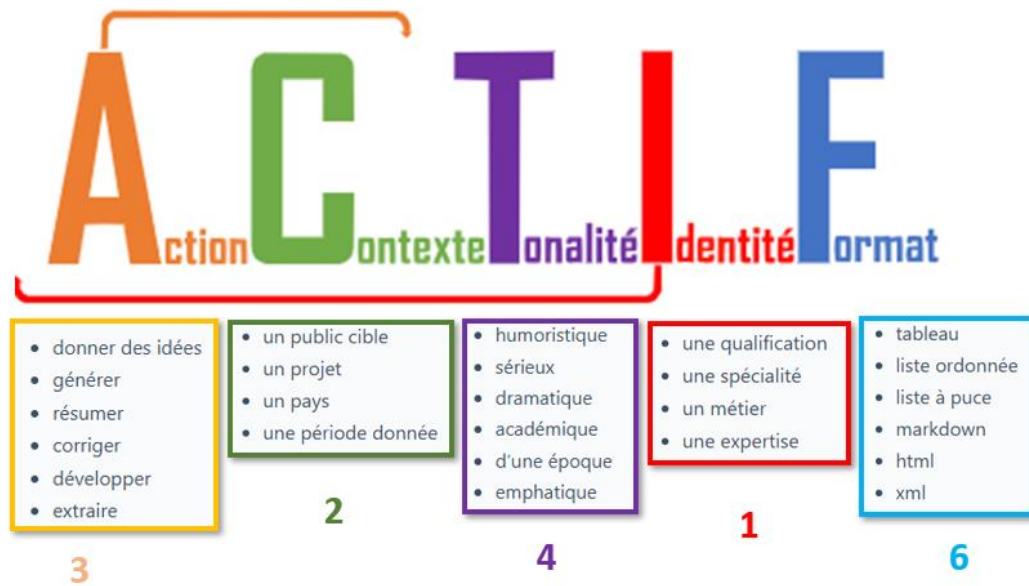 Action Contexte Tonalité Identité Format
• donner des idées
• générer
• résumer
• corriger
• développer
• extraire
3
• un public cible
• un projet
• un pays
• une période donnée
2
• humoristique
• sérieux
• dramatique
• académique
• d'une époque
• emphatique
4
• une qualification
• une spécialité
• un métier
• une expertise
1
• tableau
• liste ordonnée
• liste à puce
• markdown
• html
• xml
6